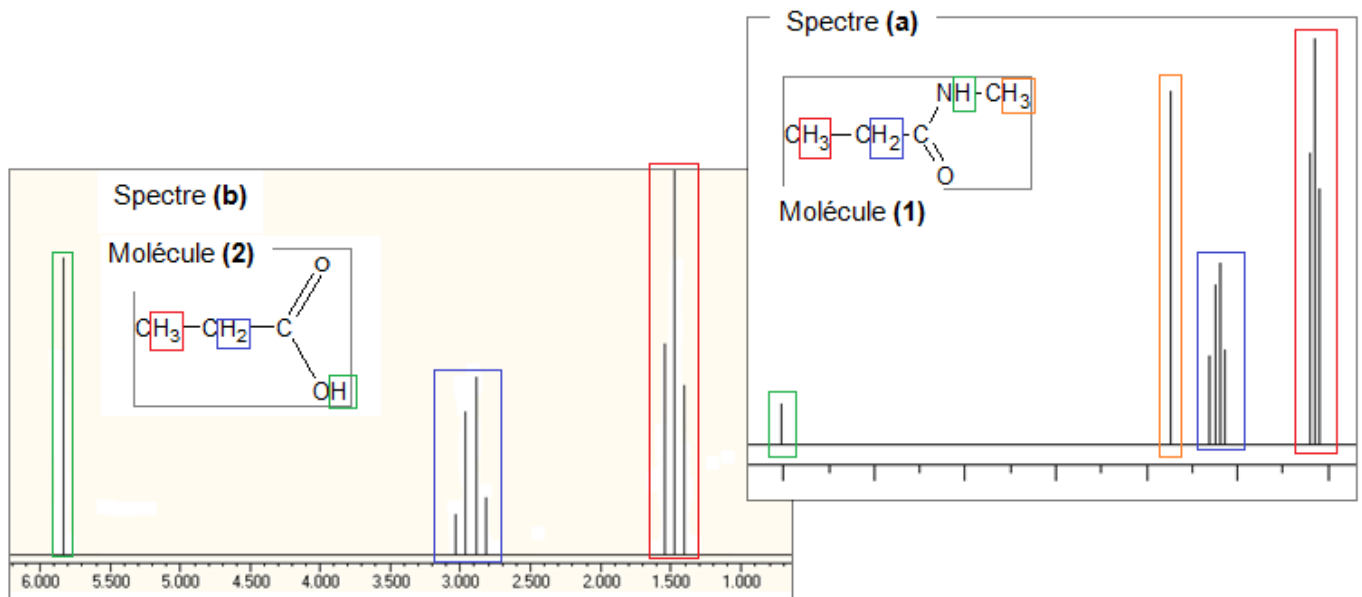 Spectre (a)
NH-CH3
CH3-CH2-C
O
Molécule (1)
Spectre (b)
Molécule (2)
O
CH3-CH2-C
OH
6.000 5.500 5.000 4.500 4.000 3.500 3.000 2.500 2.000 1.500 1.000